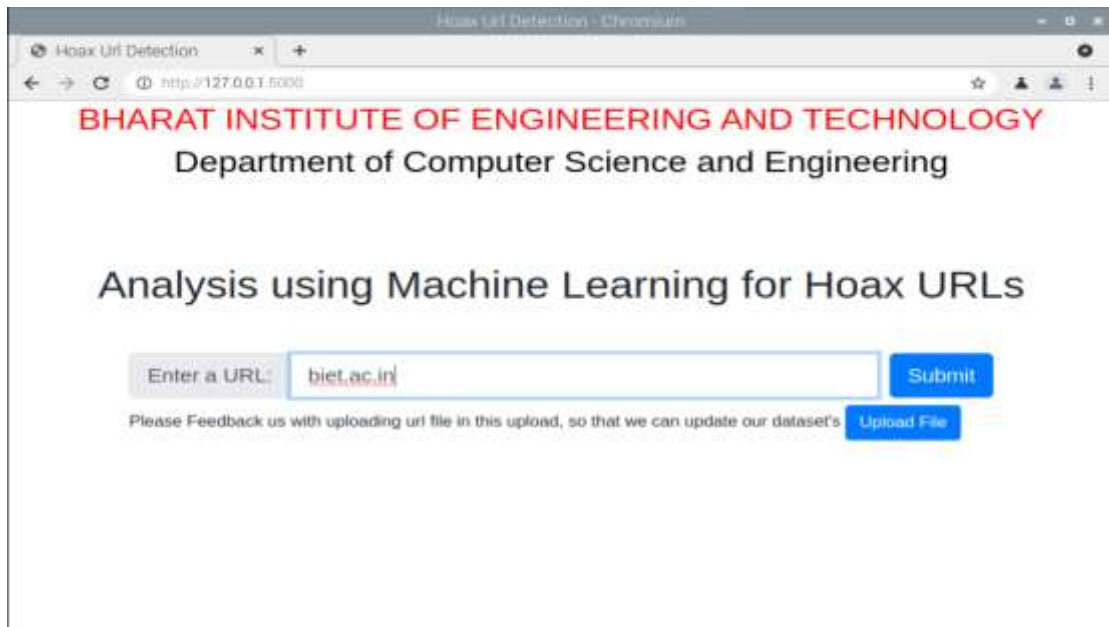 Hoax Url Detection - Chromium
Hoax Url Detection
http://127.0.0.1:5000
BHARAT INSTITUTE OF ENGINEERING AND TECHNOLOGY
Department of Computer Science and Engineering
Analysis using Machine Learning for Hoax URLs
Enter a URL: biet.ac.in Submit
Please Feedback us with uploading url file in this upload, so that we can update our dataset's Upload File